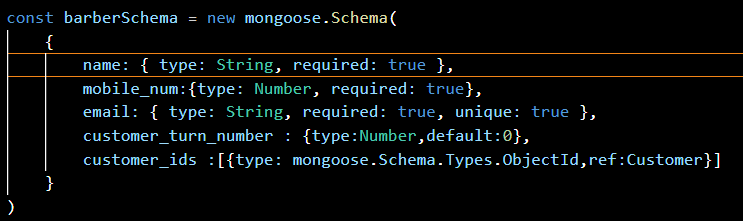 const barberSchema = new mongoose.Schema(
{
name: { type: String, required: true },
mobile_num:{type: Number, required: true},
email: { type: String, required: true, unique: true },
customer_turn_number : {type:Number,default:0},
customer_ids :[{type: mongoose.Schema.Types.ObjectId,ref:Customer}]
}
)